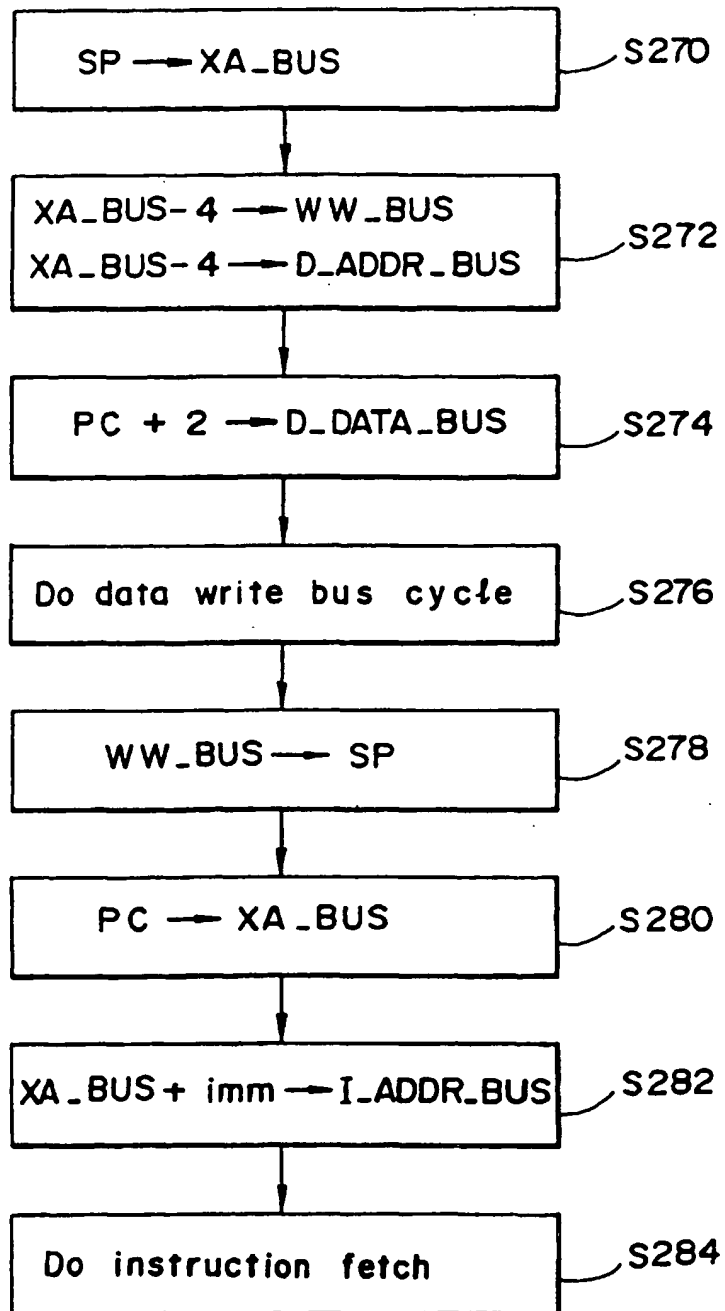 SP → XA_BUS
S270
XA_BUS-4 → WW_BUS
XA_BUS-4 → D_ADDR_BUS
S272
PC + 2 → D_DATA_BUS
S274
Do data write bus cycle
S276
WW_BUS → SP
S278
PC → XA_BUS
S280
XA_BUS + imm → I_ADDR_BUS
S282
Do instruction fetch
S284